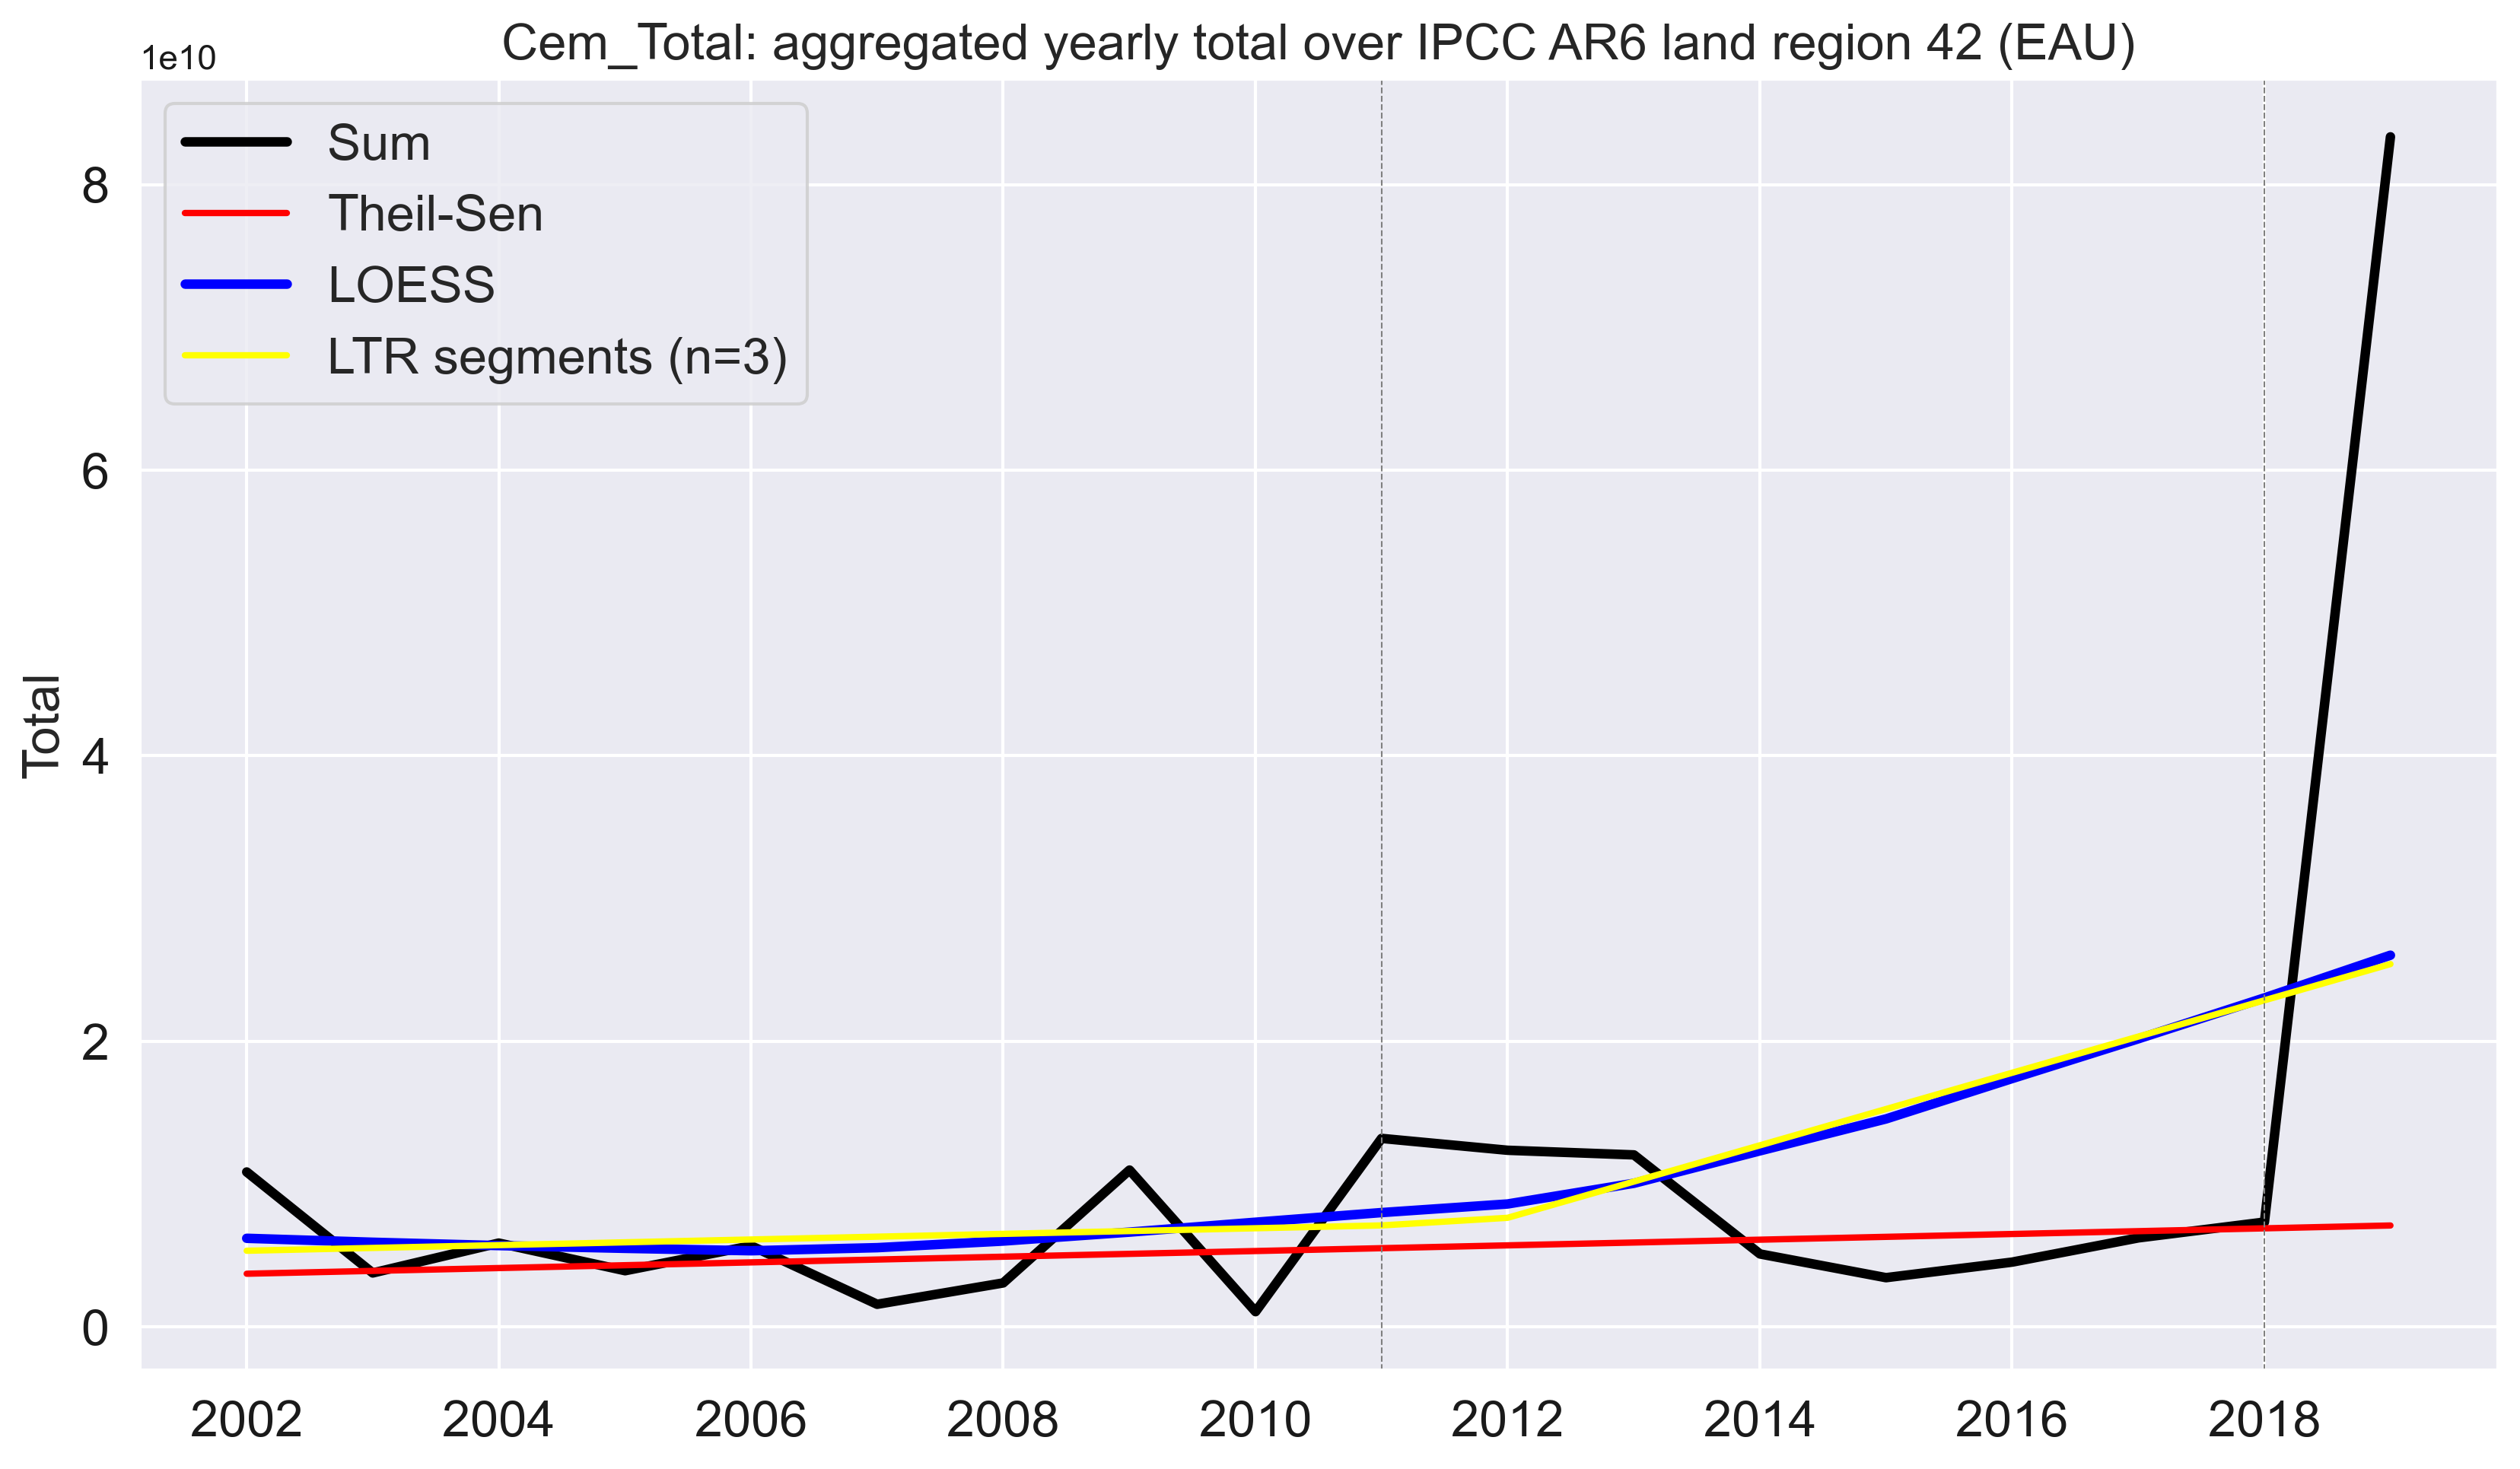 Cem_Total: aggregated yearly total over IPCC AR6 land region 42 (EAU)
1e10
Sum
Theil-Sen
LOESS
LTR segments (n=3)
8
6
4
2
0
Total
2002 2004 2006 2008 2010 2012 2014 2016 2018